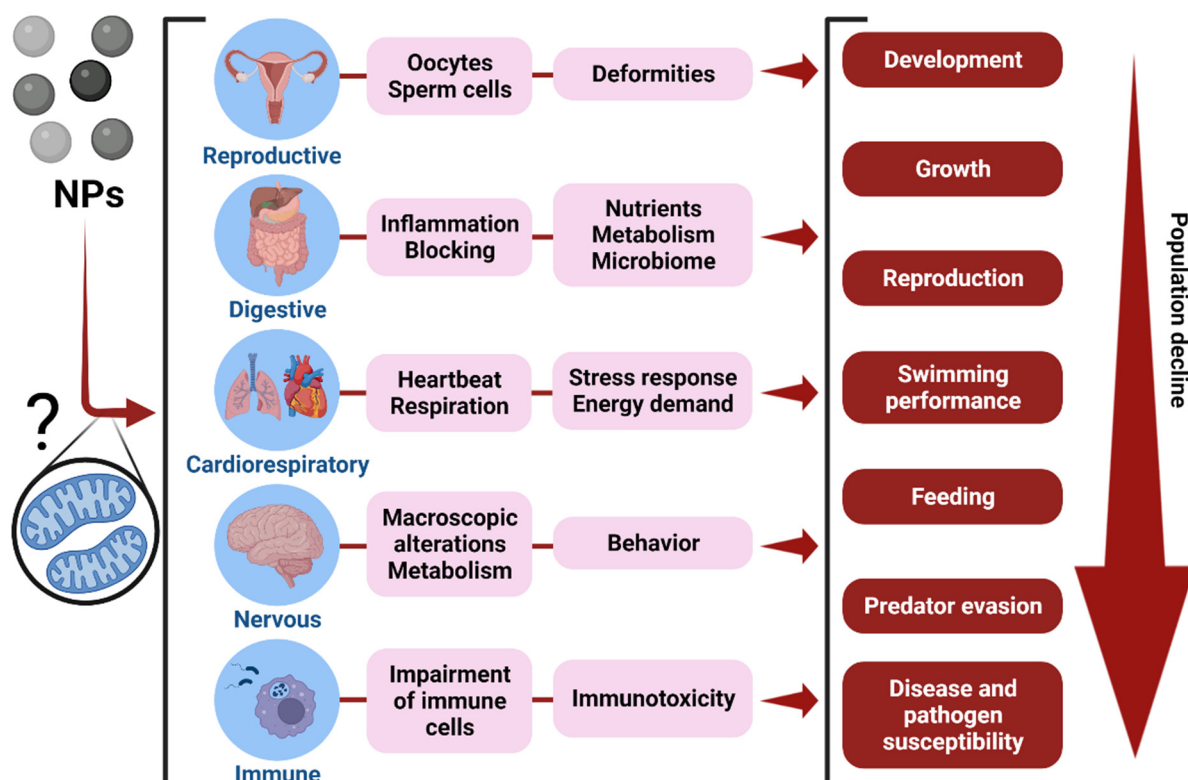 NPs
?
Oocytes
Sperm cells
Deformities
Reproductive
Inflammation
Blocking
Nutrients
Metabolism
Microbiome
Digestive
Heartbeat
Respiration
Stress response
Energy demand
Cardiorespiratory
Macroscopic
alterations
Metabolism
Behavior
Nervous
Impairment
of immune
cells
Immunotoxicity
Immune
Development
Growth
Reproduction
Swimming
performance
Feeding
Predator evasion
Disease and
pathogen
susceptibility
Population decline